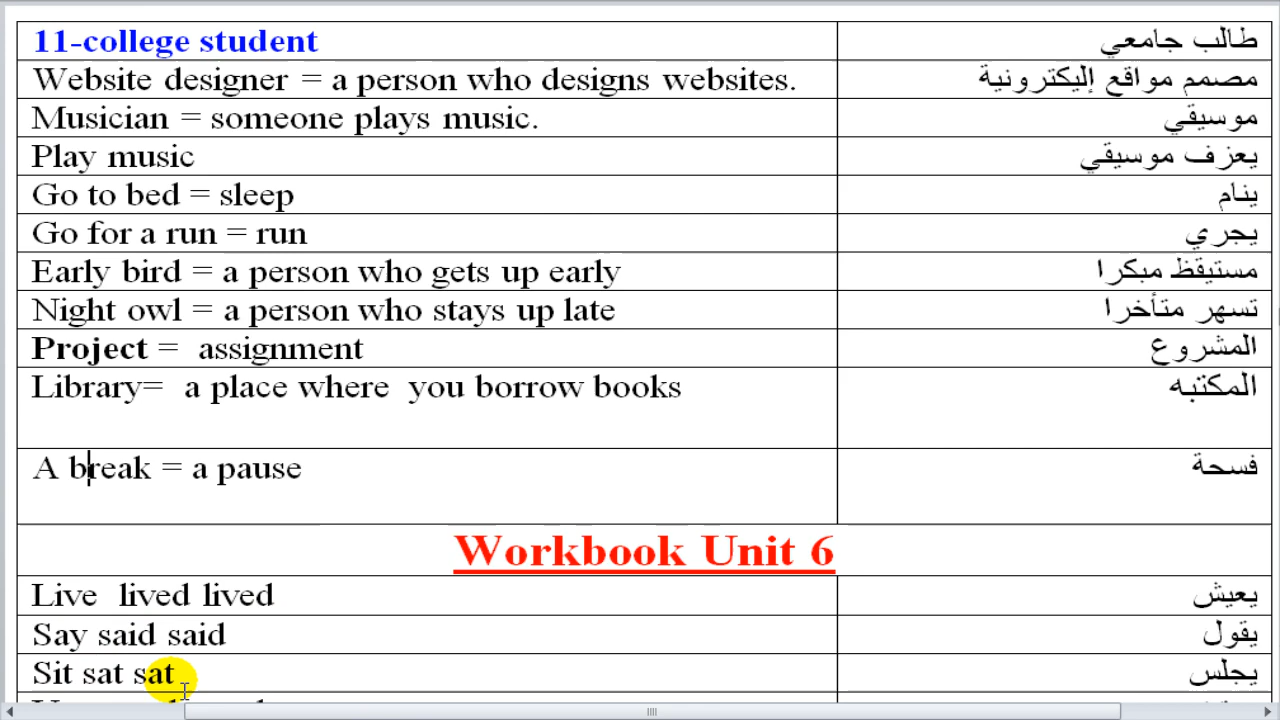 11-college student طالب جامعي
Website designer = a person who designs websites. مصمم مواقع إليكترونية
Musician = someone plays music. موسيقي
Play music يعزف موسيقي
Go to bed = sleep ينام
Go for a run = run يجري
Early bird = a person who gets up early مستيقظ مبكرا
Night owl = a person who stays up late تسهر متأخرا
Project = assignment المشروع
Library= a place where you borrow books المكتبه
A break = a pause فسحة
Workbook Unit 6
Live lived lived يعيش
Say said said يقول
Sit sat sat يجلس